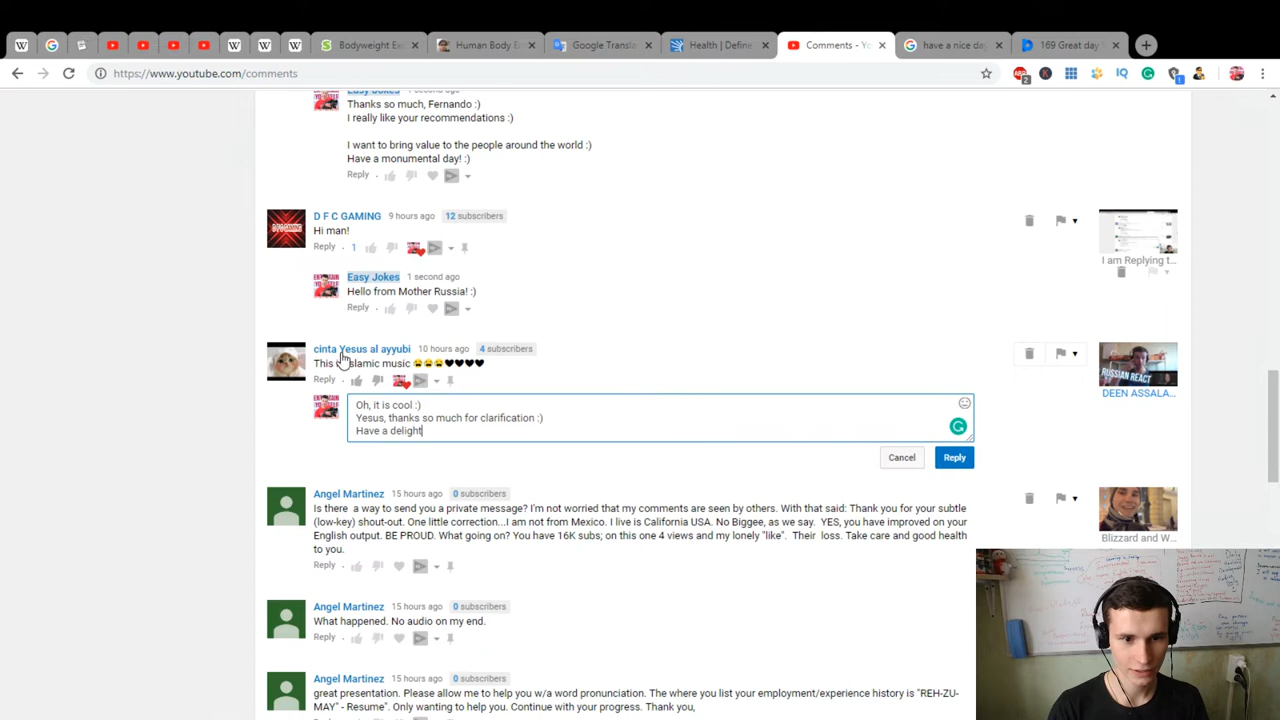 Bodyweight Ex
Human Body E
Google Transla
Health | Define
Comments - Yo
have a nice day
169 Great day
https://www.youtube.com/comments
Easy Jokes 1 second ago
Thanks so much, Fernando :)
I really like your recommendations :)
I want to bring value to the people around the world :)
Have a monumental day! :)
Reply
D F C GAMING 9 hours ago 12 subscribers
Hi man!
Reply 1
I am Replying t...
Easy Jokes 1 second ago
Hello from Mother Russia! :)
Reply
cinta Yesus al ayyubi 10 hours ago 4 subscribers
This islamic music 😭😭😭🖤🖤🖤🖤
Reply
RUSSIAN REACT
DEEN ASSALA...
Oh, it is cool :)
Yesus, thanks so much for clarification :)
Have a delight
Cancel Reply
Angel Martinez 15 hours ago 0 subscribers
Is there a way to send you a private message? I'm not worried that my comments are seen by others. With that said: Thank you for your subtle
(low-key) shout-out. One little correction...I am not from Mexico. I live is California USA. No Biggee, as we say. YES, you have improved on your
English output. BE PROUD. What going on? You have 16K subs; on this one 4 views and my lonely "like". Their loss. Take care and good health
to you.
Blizzard and W...
Reply
Angel Martinez 15 hours ago 0 subscribers
What happened. No audio on my end.
Reply
Angel Martinez 15 hours ago 0 subscribers
great presentation. Please allow me to help you w/a word pronunciation. The where you list your employment/experience history is "REH-ZU-
MAY" - Resume". Only wanting to help you. Continue with your progress. Thank you,